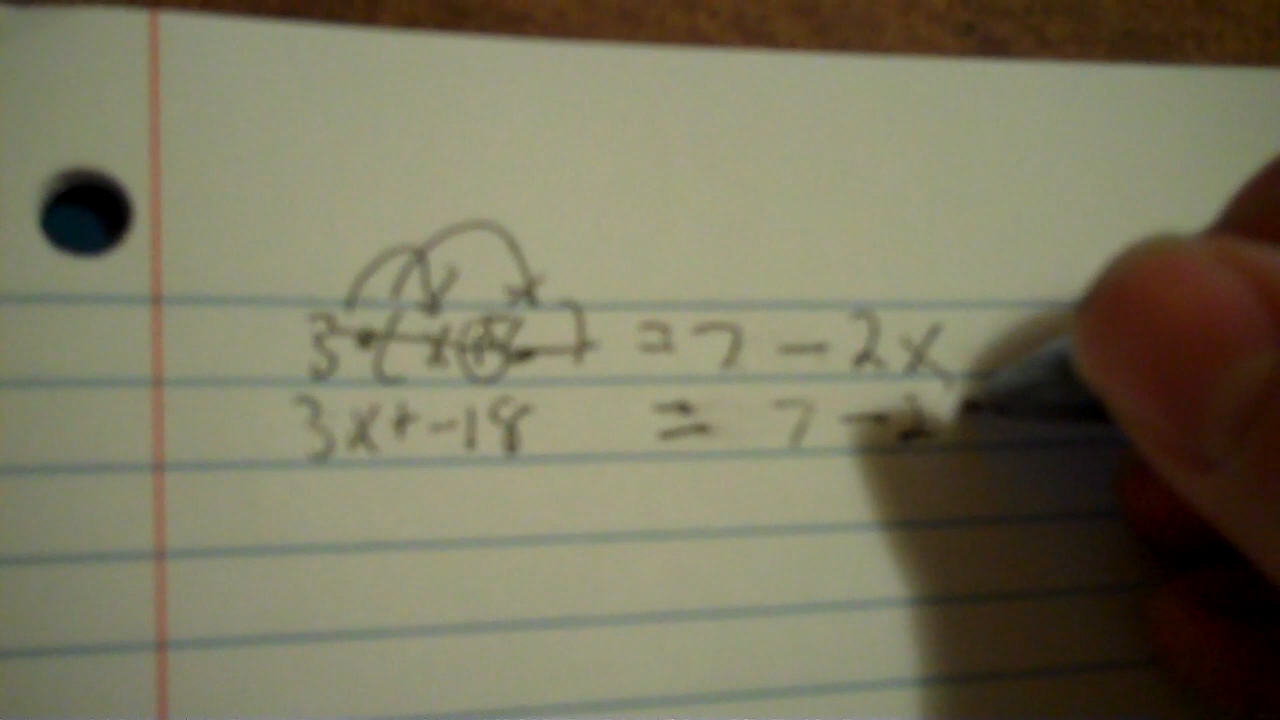 3(x-6) = 7 - 2x
3x + -18 = 7 -